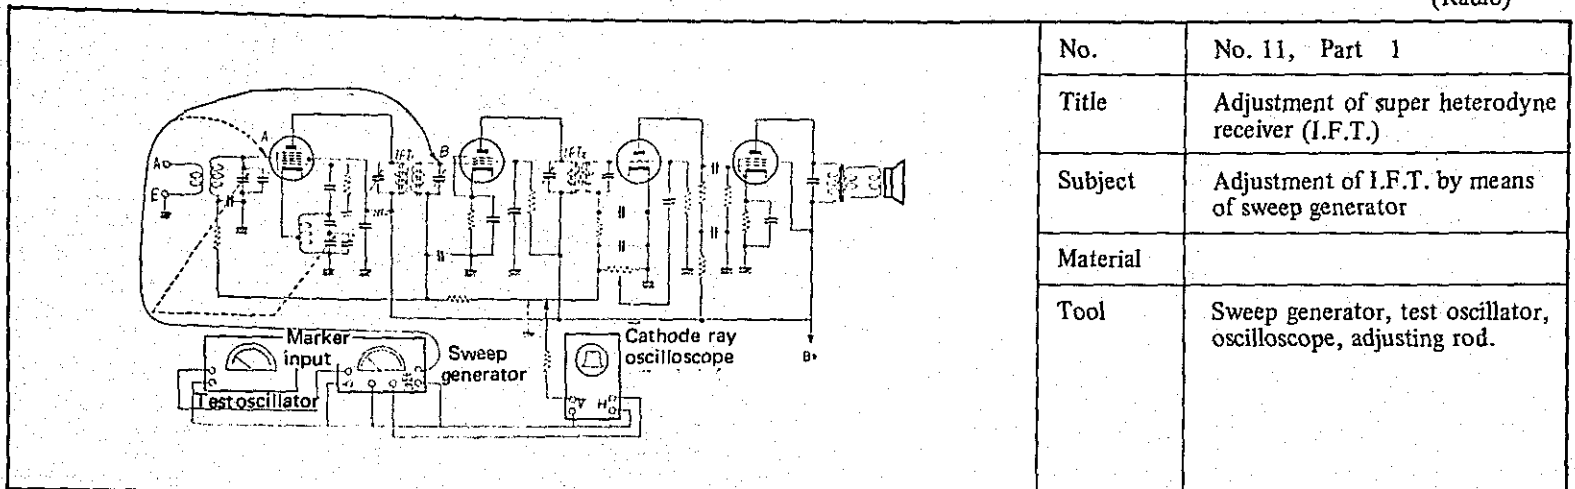 (Radio)
No. No. 11, Part 1
Title Adjustment of super heterodyne
receiver (I.F.T.)
Subject Adjustment of I.F.T. by means
of sweep generator
Material
Tool Sweep generator, test oscillator,
oscilloscope, adjusting rod.
A
B
IFT₁
IFT₂
A
E
B+
Marker
input
Test oscillator
Sweep
generator
Cathode ray
oscilloscope
V H